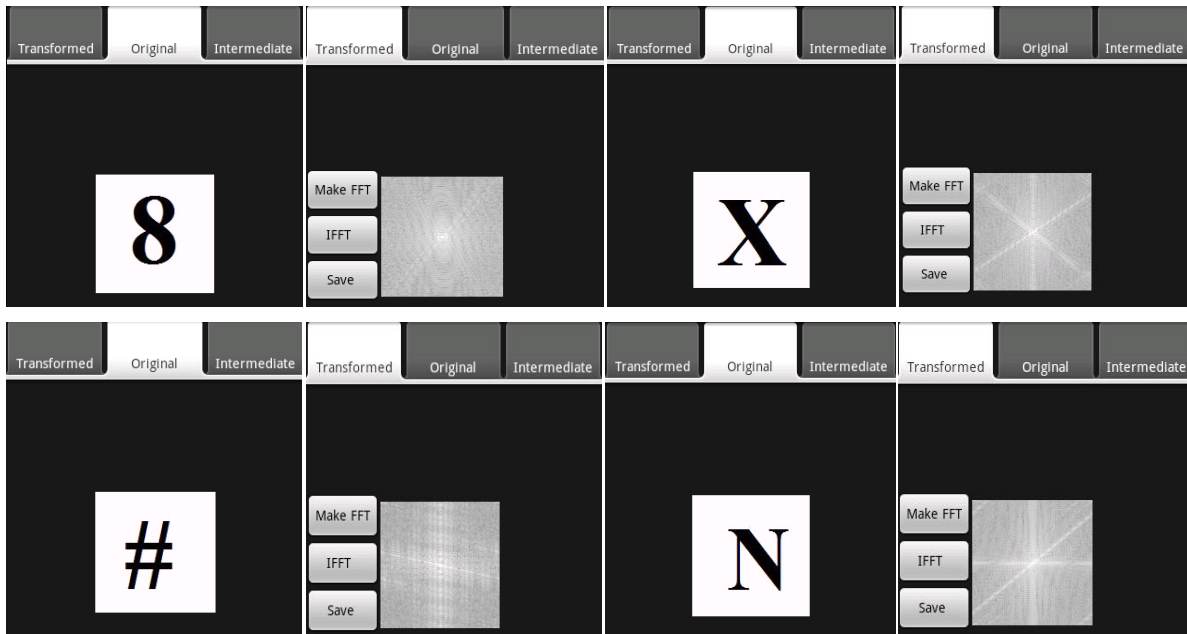 Transformed Original Intermediate
8
Transformed Original Intermediate
Make FFT
IFFT
Save
Transformed Original Intermediate
X
Transformed Original Intermediate
Make FFT
IFFT
Save
Transformed Original Intermediate
#
Transformed Original Intermediate
Make FFT
IFFT
Save
Transformed Original Intermediate
N
Transformed Original Intermediate
Make FFT
IFFT
Save